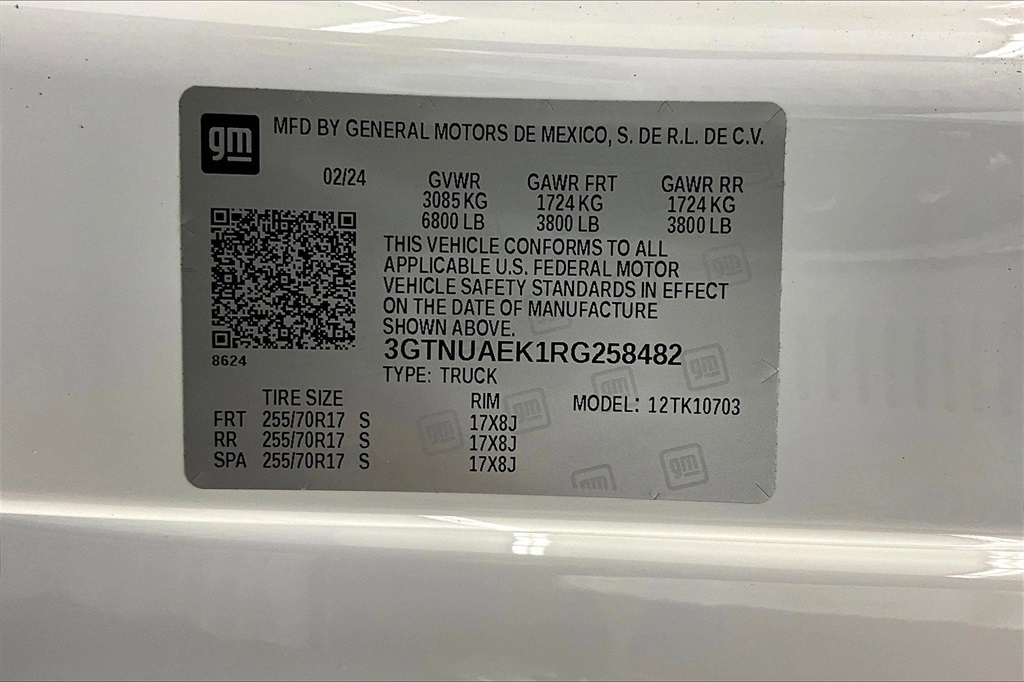 gm MFD BY GENERAL MOTORS DE MEXICO, S. DE R.L. DE C.V.
02/24 GVWR GAWR FRT GAWR RR
3085 KG 1724 KG 1724 KG
6800 LB 3800 LB 3800 LB
THIS VEHICLE CONFORMS TO ALL
APPLICABLE U.S. FEDERAL MOTOR
VEHICLE SAFETY STANDARDS IN EFFECT
ON THE DATE OF MANUFACTURE
SHOWN ABOVE.
8624
3GTNUAEK1RG258482
TYPE: TRUCK
TIRE SIZE RIM MODEL: 12TK10703
FRT 255/70R17 S 17X8J
RR 255/70R17 S 17X8J
SPA 255/70R17 S 17X8J